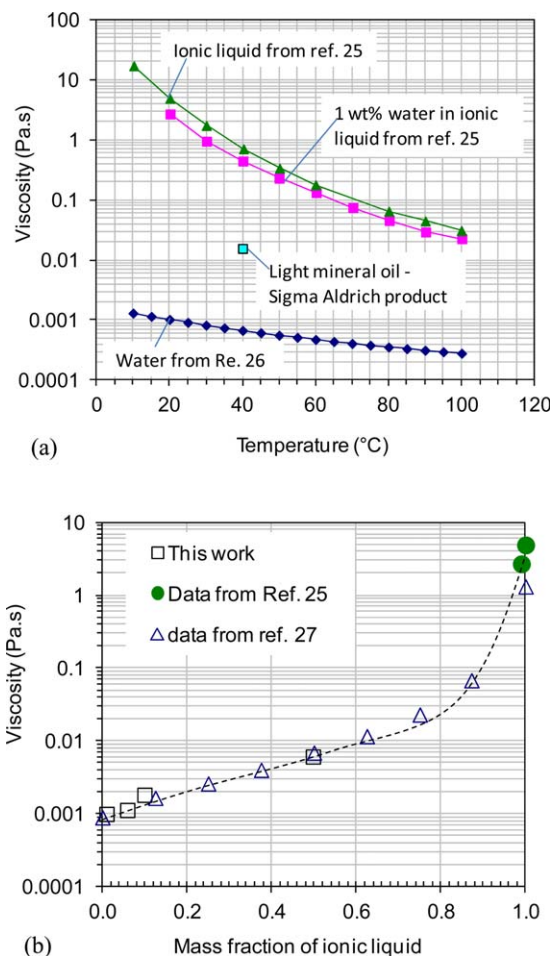 100
10
1
0.1
0.01
0.001
0.0001
Viscosity (Pa.s)
Ionic liquid from ref. 25
1 wt% water in ionic
liquid from ref. 25
Light mineral oil -
Sigma Aldrich product
Water from Re. 26
0 20 40 60 80 100 120
Temperature (°C)
(a)
10
1
0.1
0.01
0.001
0.0001
Viscosity (Pa.s)
This work
Data from Ref. 25
data from ref. 27
0.0 0.2 0.4 0.6 0.8 1.0
Mass fraction of ionic liquid
(b)